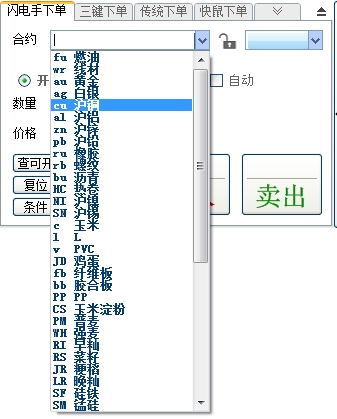 闪电手下单 三键下单 传统下单 快鼠下单
合约
fu 燃油
wr 线材
au 黄金
ag 白银
cu 沪铜
al 沪铝
zn 沪锌
pb 沪铅
ru 橡胶
rb 螺纹
bu 沥青
HC 热卷
NI 沪镍
SN 沪锡
c 玉米
l L
v PVC
JD 鸡蛋
fb 纤维板
bb 胶合板
PP PP
CS 玉米淀粉
PM 普麦
WH 强麦
RI 早籼
RS 菜籽
JR 粳稻
LR 晚籼
SF 硅铁
SM 锰硅
开
自动
数量
价格
查可开
复位
条件
卖出